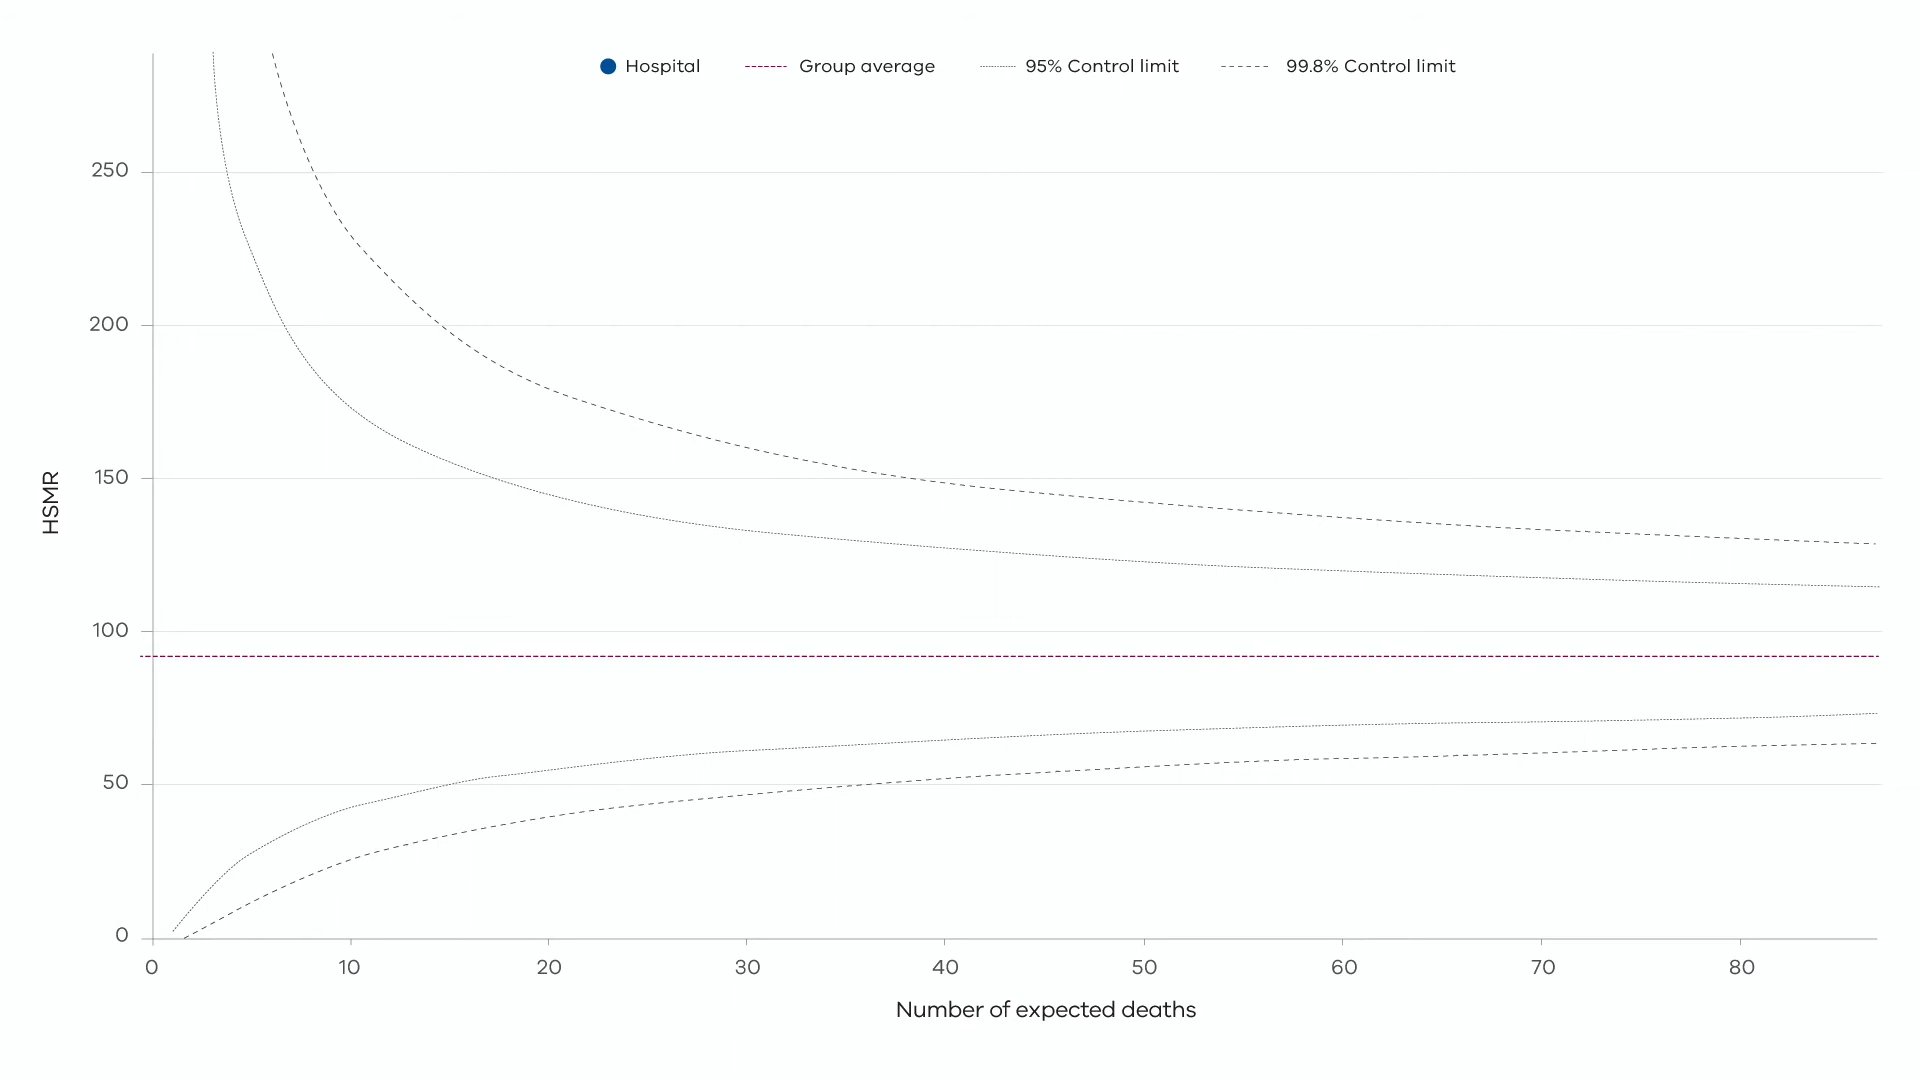 Hospital Group average 95% Control limit 99.8% Control limit
250
200
150
100
50
0
HSMR
0 10 20 30 40 50 60 70 80
Number of expected deaths